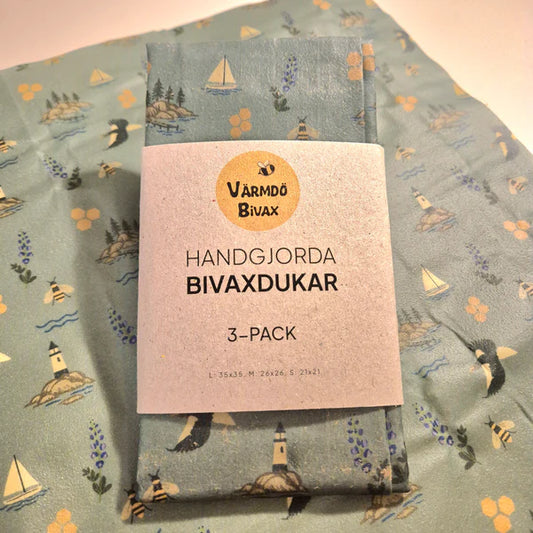 VÄRMDÖ
BIVAX
HANDGJORDA
BIVAXDUKAR
3-PACK
L: 35x35, M: 26x26, S: 21x21